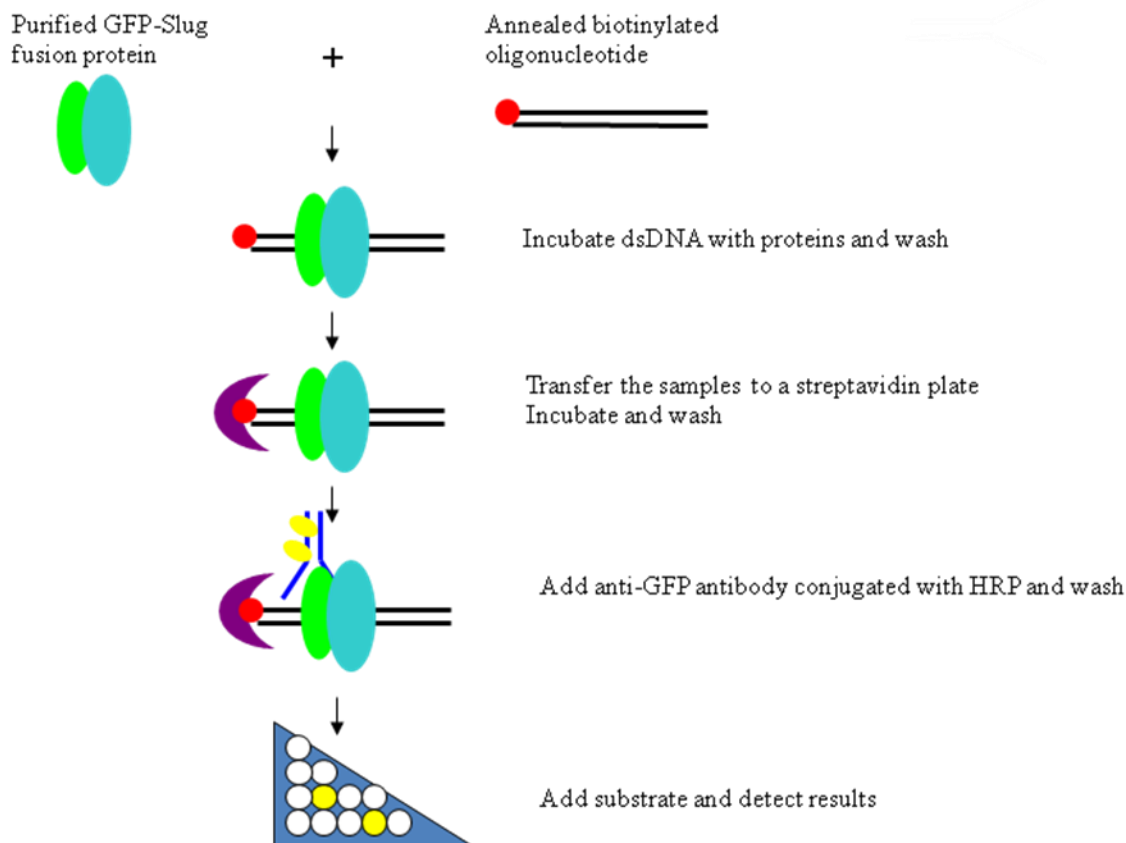 Purified GFP-Slug
fusion protein
+
Annealed biotinylated
oligonucleotide
Incubate dsDNA with proteins and wash
Transfer the samples to a streptavidin plate
Incubate and wash
Add anti-GFP antibody conjugated with HRP and wash
Add substrate and detect results